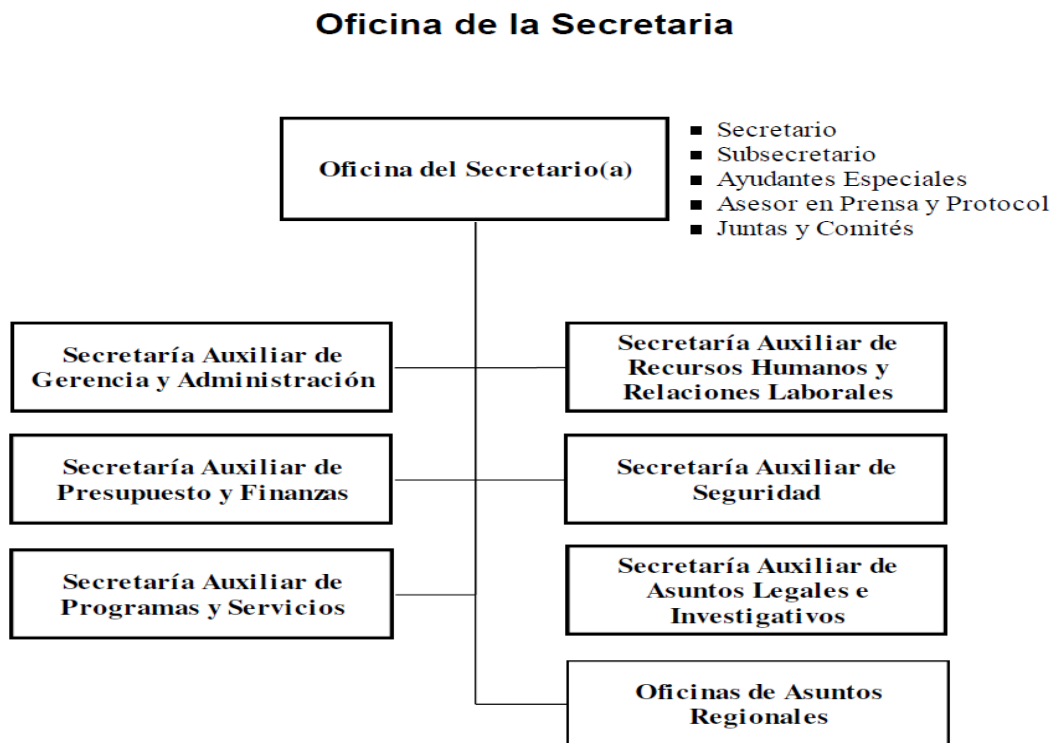 Oficina de la Secretaria
Oficina del Secretario(a)
■ Secretario
■ Subsecretario
■ Ayudantes Especiales
■ Asesor en Prensa y Protocol
■ Juntas y Comités
Secretaría Auxiliar de
Gerencia y Administración
Secretaría Auxiliar de
Recursos Humanos y
Relaciones Laborales
Secretaría Auxiliar de
Presupuesto y Finanzas
Secretaría Auxiliar de
Seguridad
Secretaría Auxiliar de
Programas y Servicios
Secretaría Auxiliar de
Asuntos Legales e
Investigativos
Oficinas de Asuntos
Regionales